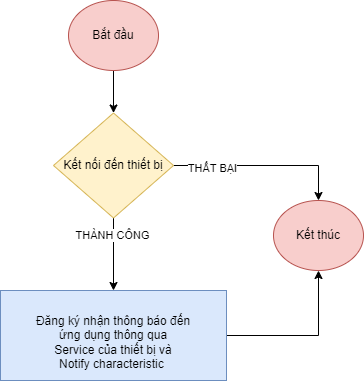 Bắt đầu
Kết nối đến thiết bị
THẤT BẠI
THÀNH CÔNG
Kết thúc
Đăng ký nhận thông báo đến
ứng dụng thông qua
Service của thiết bị và
Notify characteristic